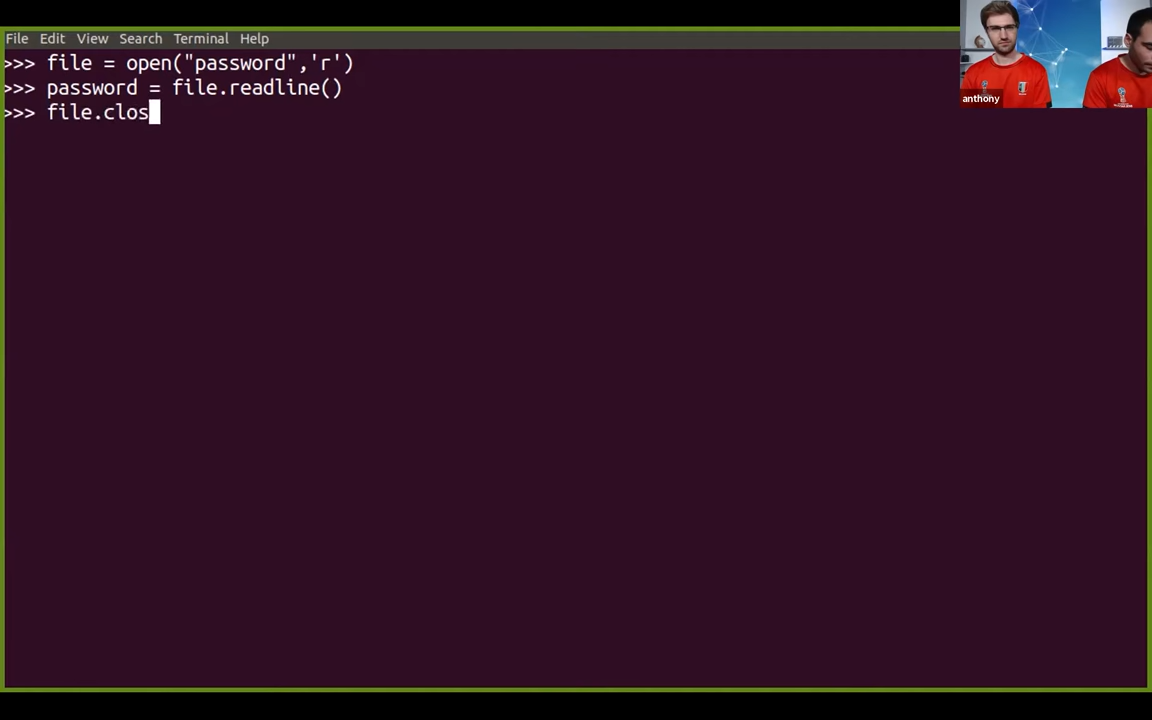 File Edit View Search Terminal Help
>>> file = open("password",'r')
>>> password = file.readline()
>>> file.clos
anthony